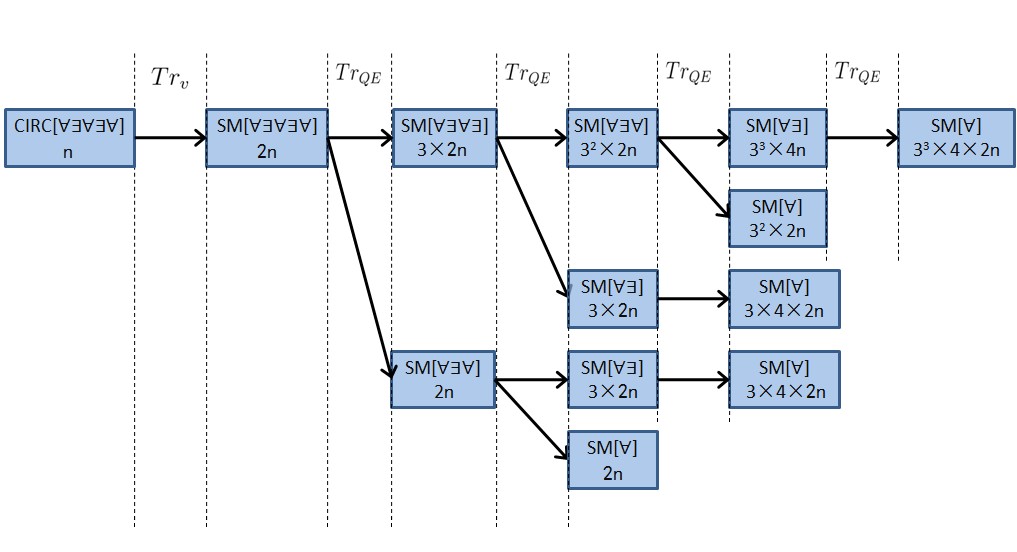 Tr_v
Tr_QE
Tr_QE
Tr_QE
Tr_QE
CIRC[∀∃∀∃∀]
n
SM[∀∃∀∃∀]
2n
SM[∀∃∀∃]
3×2n
SM[∀∃∀]
3²×2n
SM[∀∃]
3³×4n
SM[∀]
3³×4×2n
SM[∀]
3²×2n
SM[∀∃]
3×2n
SM[∀]
3×4×2n
SM[∀∃∀]
2n
SM[∀∃]
3×2n
SM[∀]
3×4×2n
SM[∀]
2n